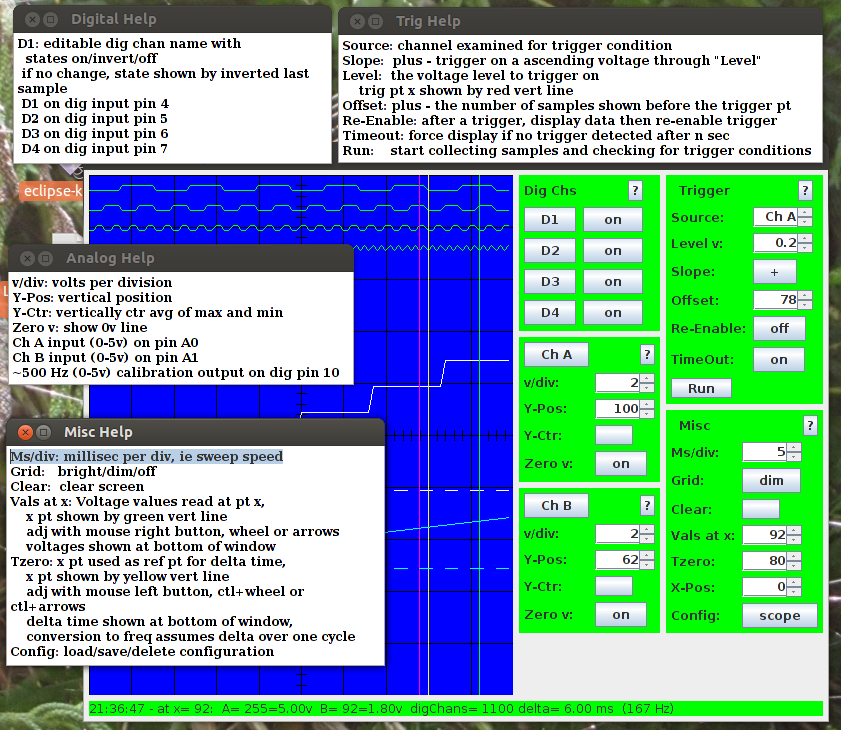 Digital Help
D1: editable dig chan name with
states on/invert/off
if no change, state shown by inverted last
sample
D1 on dig input pin 4
D2 on dig input pin 5
D3 on dig input pin 6
D4 on dig input pin 7
Trig Help
Source: channel examined for trigger condition
Slope: plus - trigger on a ascending voltage through "Level"
Level: the voltage level to trigger on
trig pt x shown by red vert line
Offset: plus - the number of samples shown before the trigger pt
Re-Enable: after a trigger, display data then re-enable trigger
Timeout: force display if no trigger detected after n sec
Run: start collecting samples and checking for trigger conditions
eclipse-k
Analog Help
v/div: volts per division
Y-Pos: vertical position
Y-Ctr: vertically ctr avg of max and min
Zero v: show 0v line
Ch A input (0-5v) on pin A0
Ch B input (0-5v) on pin A1
~500 Hz (0-5v) calibration output on dig pin 10
Misc Help
Ms/div: millisec per div, ie sweep speed
Grid: bright/dim/off
Clear: clear screen
Vals at x: Voltage values read at pt x,
x pt shown by green vert line
adj with mouse right button, wheel or arrows
voltages shown at bottom of window
Tzero: x pt used as ref pt for delta time,
x pt shown by yellow vert line
adj with mouse left button, ctl+wheel or
ctl+arrows
delta time shown at bottom of window,
conversion to freq assumes delta over one cycle
Config: load/save/delete configuration
Dig Chs ?
D1 on
D2 on
D3 on
D4 on
Ch A ?
v/div: 2
Y-Pos: 100
Y-Ctr:
Zero v: on
Ch B ?
v/div: 2
Y-Pos: 62
Y-Ctr:
Zero v: on
Trigger ?
Source: Ch A
Level v: 0.2
Slope: +
Offset: 78
Re-Enable: off
TimeOut: on
Run
Misc ?
Ms/div: 5
Grid: dim
Clear:
Vals at x: 92
Tzero: 80
X-Pos: 0
Config: scope
21:36:47 - at x= 92: A= 255=5.00v B= 92=1.80v digChans= 1100 delta= 6.00 ms (167 Hz)